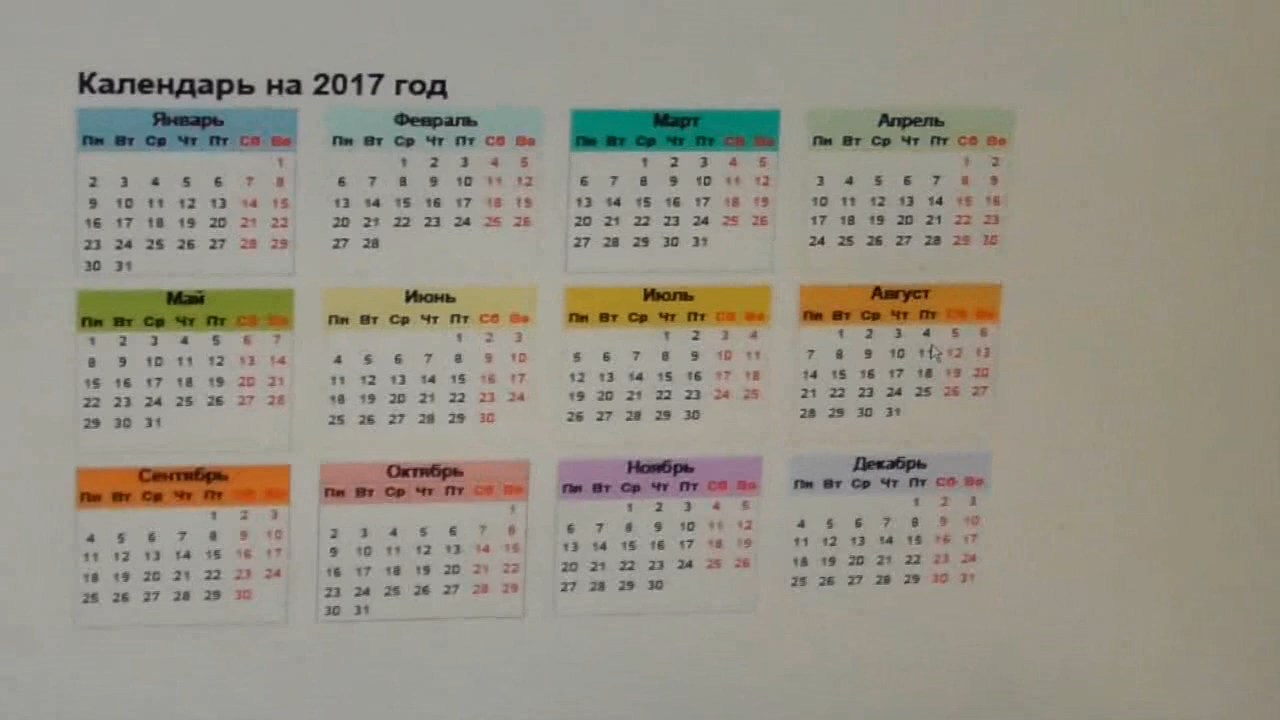 Календарь на 2017 год
Январь
Пн Вт Ср Чт Пт Сб Вс
1
2 3 4 5 6 7 8
9 10 11 12 13 14 15
16 17 18 19 20 21 22
23 24 25 26 27 28 29
30 31
Февраль
Пн Вт Ср Чт Пт Сб Вс
1 2 3 4 5
6 7 8 9 10 11 12
13 14 15 16 17 18 19
20 21 22 23 24 25 26
27 28
Март
Пн Вт Ср Чт Пт Сб Вс
1 2 3 4 5
6 7 8 9 10 11 12
13 14 15 16 17 18 19
20 21 22 23 24 25 26
27 28 29 30 31
Апрель
Пн Вт Ср Чт Пт Сб Вс
1 2
3 4 5 6 7 8 9
10 11 12 13 14 15 16
17 18 19 20 21 22 23
24 25 26 27 28 29 30
Май
Пн Вт Ср Чт Пт Сб Вс
1 2 3 4 5 6 7
8 9 10 11 12 13 14
15 16 17 18 19 20 21
22 23 24 25 26 27 28
29 30 31
Июнь
Пн Вт Ср Чт Пт Сб Вс
1 2 3
4 5 6 7 8 9 10
11 12 13 14 15 16 17
18 19 20 21 22 23 24
25 26 27 28 29 30
Июль
Пн Вт Ср Чт Пт Сб Вс
1 2 3 4
5 6 7 8 9 10 11
12 13 14 15 16 17 18
19 20 21 22 23 24 25
26 27 28 29 30
Август
Пн Вт Ср Чт Пт Сб Вс
1 2 3 4 5 6
7 8 9 10 11 12 13
14 15 16 17 18 19 20
21 22 23 24 25 26 27
28 29 30 31
Сентябрь
Пн Вт Ср Чт Пт Сб Вс
1 2 3
4 5 6 7 8 9 10
11 12 13 14 15 16 17
18 19 20 21 22 23 24
25 26 27 28 29 30
Октябрь
Пн Вт Ср Чт Пт Сб Вс
1
2 3 4 5 6 7 8
9 10 11 12 13 14 15
16 17 18 19 20 21 22
23 24 25 26 27 28 29
30 31
Ноябрь
Пн Вт Ср Чт Пт Сб Вс
1 2 3 4 5
6 7 8 9 10 11 12
13 14 15 16 17 18 19
20 21 22 23 24 25 26
27 28 29 30
Декабрь
Пн Вт Ср Чт Пт Сб Вс
1 2 3
4 5 6 7 8 9 10
11 12 13 14 15 16 17
18 19 20 21 22 23 24
25 26 27 28 29 30 31